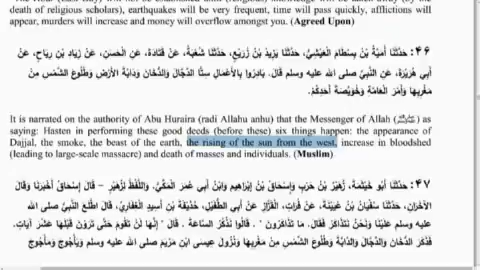 death of religious scholars), earthquakes will be very frequent, time will pass quickly, afflictions will
appear, murders will increase and money will overflow amongst you. (Agreed Upon)
۴۶: حَدَّثَنَا أُمَيَّةُ بْنُ بِسْطَامَ الْعَيْشِيُّ، حَدَّثَنَا يَزِيدُ بْنُ زُرَيْعٍ، حَدَّثَنَا شُعْبَةُ، عَنْ قَتَادَةَ، عَنِ الْحَسَنِ، عَنْ زِيَادِ بْنِ رِيَاحٍ، عَنْ
أَبِي هُرَيْرَةَ، عَنِ النَّبِيِّ صلى الله عليه وسلم قَالَ. بَادِرُوا بِالأَعْمَالِ سِتًّا الدَّجَّالَ وَالدُّخَانَ وَدَابَّةَ الأَرْضِ وَطُلُوعَ الشَّمْسِ مِنْ
مَغْرِبِهَا وَأَمْرَ الْعَامَّةِ وَخُوَيْصَّةَ أَحَدِكُمْ.
It is narrated on the authority of Abu Huraira (radi Allahu anhu) that the Messenger of Allah (ﷺ) as
saying: Hasten in performing these good deeds (before these) six things happen: the appearance of
Dajjal, the smoke, the beast of the earth, the rising of the sun from the west, increase in bloodshed
(leading to large-scale massacre) and death of masses and individuals. (Muslim)
۴۷: حَدَّثَنَا أَبُو خَيْثَمَةَ، زُهَيْرُ بْنُ حَرْبٍ وَإِسْحَاقُ بْنُ إِبْرَاهِيمَ وَابْنُ أَبِي عُمَرَ الْمَكِّيُّ، وَاللَّفْظُ لِزُهَيْرٍ - قَالَ إِسْحَاقُ أَخْبَرَنَا وَقَالَ
الآخَرَانِ، حَدَّثَنَا سُفْيَانُ بْنُ عُيَيْنَةَ، عَنْ فُرَاتٍ، الْقَزَّازِ عَنْ أَبِي الطُّفَيْلِ، عَنْ حُذَيْفَةَ بْنِ أَسِيدٍ الْغِفَارِيِّ، قَالَ اطَّلَعَ النَّبِيُّ صلى الله
عليه وسلم عَلَيْنَا وَنَحْنُ نَتَذَاكَرُ فَقَالَ. مَا تَذَاكَرُونَ ". قَالُوا نَذْكُرُ السَّاعَةَ. قَالَ " إِنَّهَا لَنْ تَقُومَ حَتَّى تَرَوْنَ قَبْلَهَا عَشْرَ آيَاتٍ.
فَذَكَرَ الدُّخَانَ وَالدَّجَّالَ وَالدَّابَّةَ وَطُلُوعَ الشَّمْسِ مِنْ مَغْرِبِهَا وَنُزُولَ عِيسَى ابْنِ مَرْيَمَ صلى الله عليه وسلم وَيَأْجُوجَ وَمَأْجُوجَ